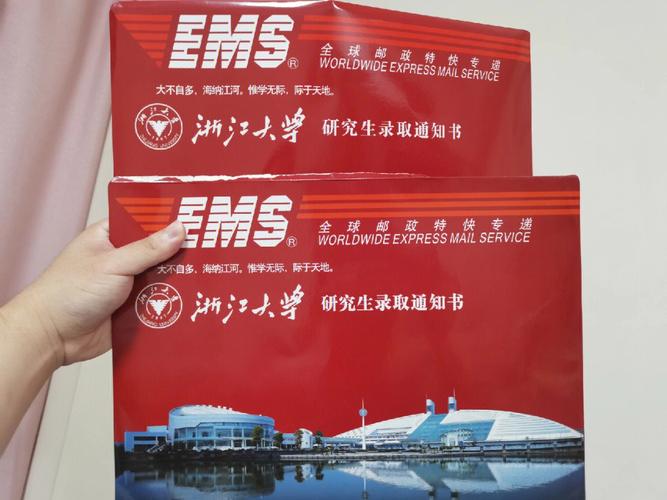 EMS®
全球邮政特快专递
WORLDWIDE EXPRESS MAIL SERVICE
大不自多，海纳江河。惟学无际，际于天地。
浙江大学 研究生录取通知书
EMS®
全球邮政特快专递
WORLDWIDE EXPRESS MAIL SERVICE
大不自多，海纳江河。惟学无际，际于天地。
浙江大学 研究生录取通知书